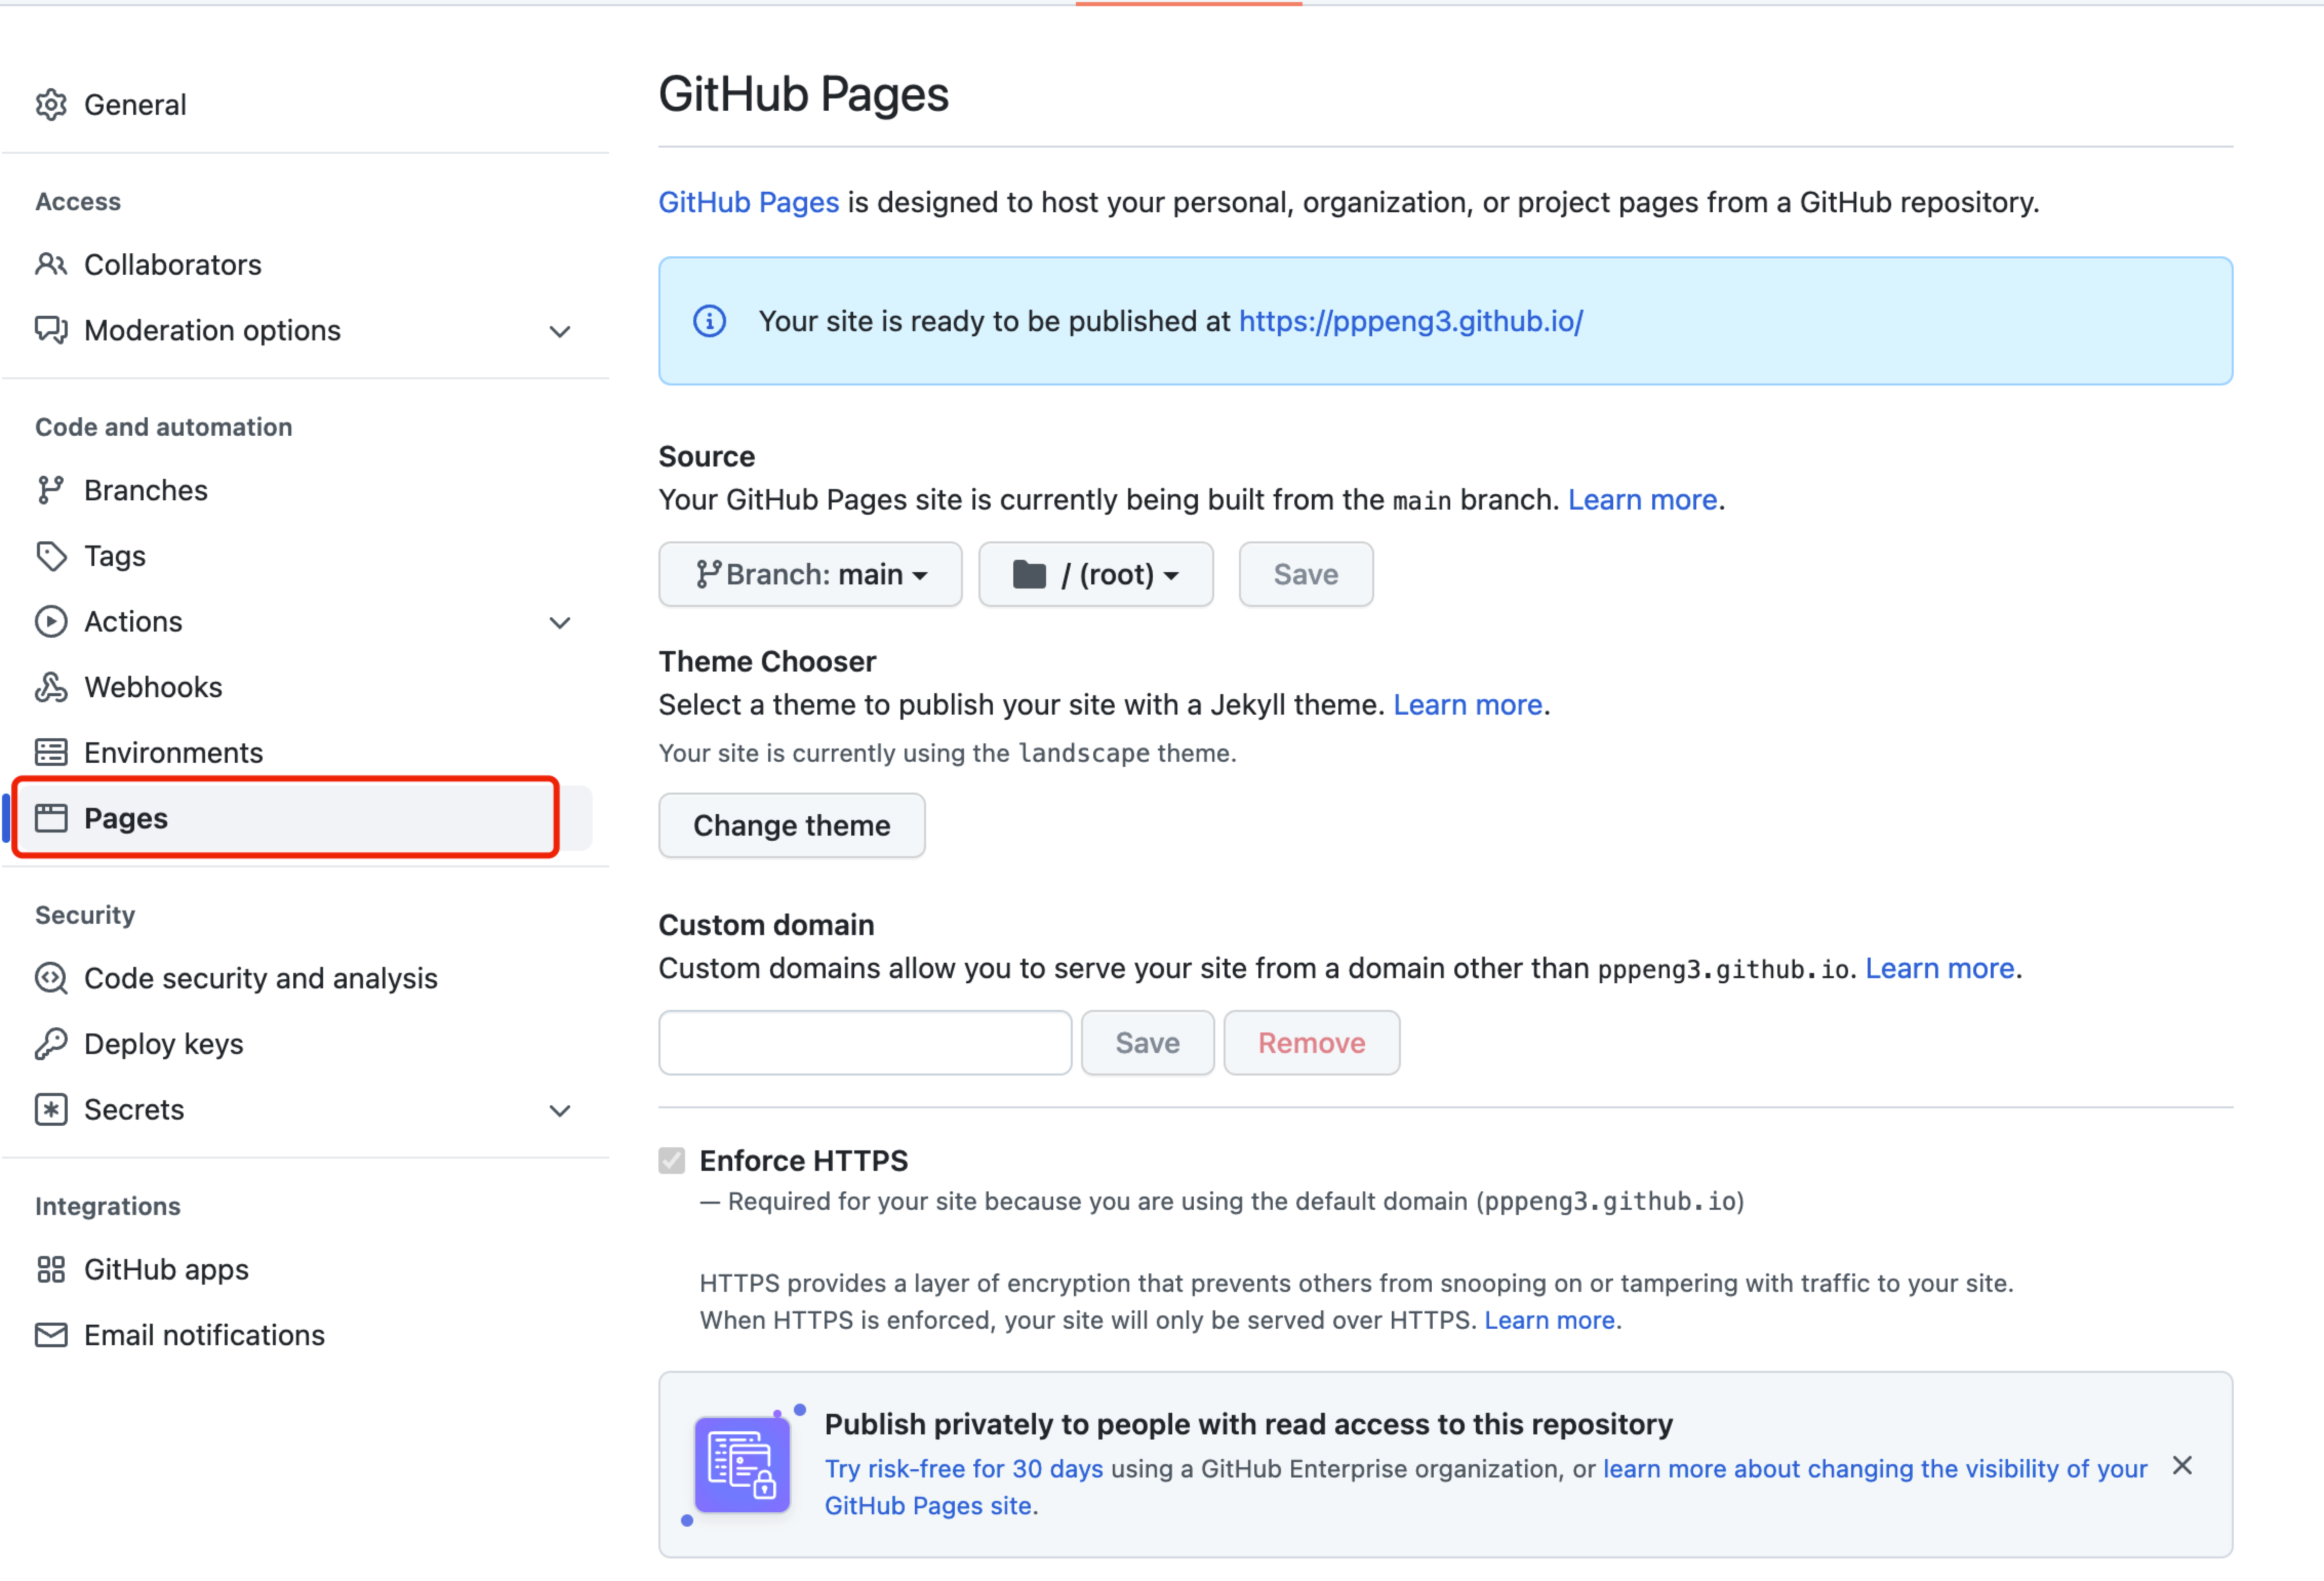 General
Access
Collaborators
Moderation options
Code and automation
Branches
Tags
Actions
Webhooks
Environments
Pages
Security
Code security and analysis
Deploy keys
Secrets
Integrations
GitHub apps
Email notifications
GitHub Pages
GitHub Pages is designed to host your personal, organization, or project pages from a GitHub repository.
Your site is ready to be published at https://pppeng3.github.io/
Source
Your GitHub Pages site is currently being built from the main branch. Learn more.
Branch: main / (root) Save
Theme Chooser
Select a theme to publish your site with a Jekyll theme. Learn more.
Your site is currently using the landscape theme.
Change theme
Custom domain
Custom domains allow you to serve your site from a domain other than pppeng3.github.io. Learn more.
Save Remove
Enforce HTTPS
— Required for your site because you are using the default domain (pppeng3.github.io)
HTTPS provides a layer of encryption that prevents others from snooping on or tampering with traffic to your site.
When HTTPS is enforced, your site will only be served over HTTPS. Learn more.
Publish privately to people with read access to this repository
Try risk-free for 30 days using a GitHub Enterprise organization, or learn more about changing the visibility of your
GitHub Pages site.